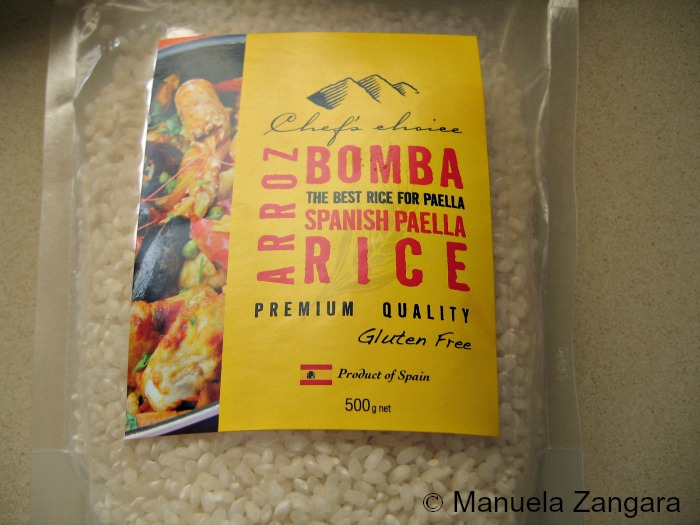 Chef's choice
ARROZ
BOMBA
THE BEST RICE FOR PAELLA
SPANISH PAELLA
RICE
PREMIUM QUALITY
Gluten Free
Product of Spain
500g net
© Manuela Zangara